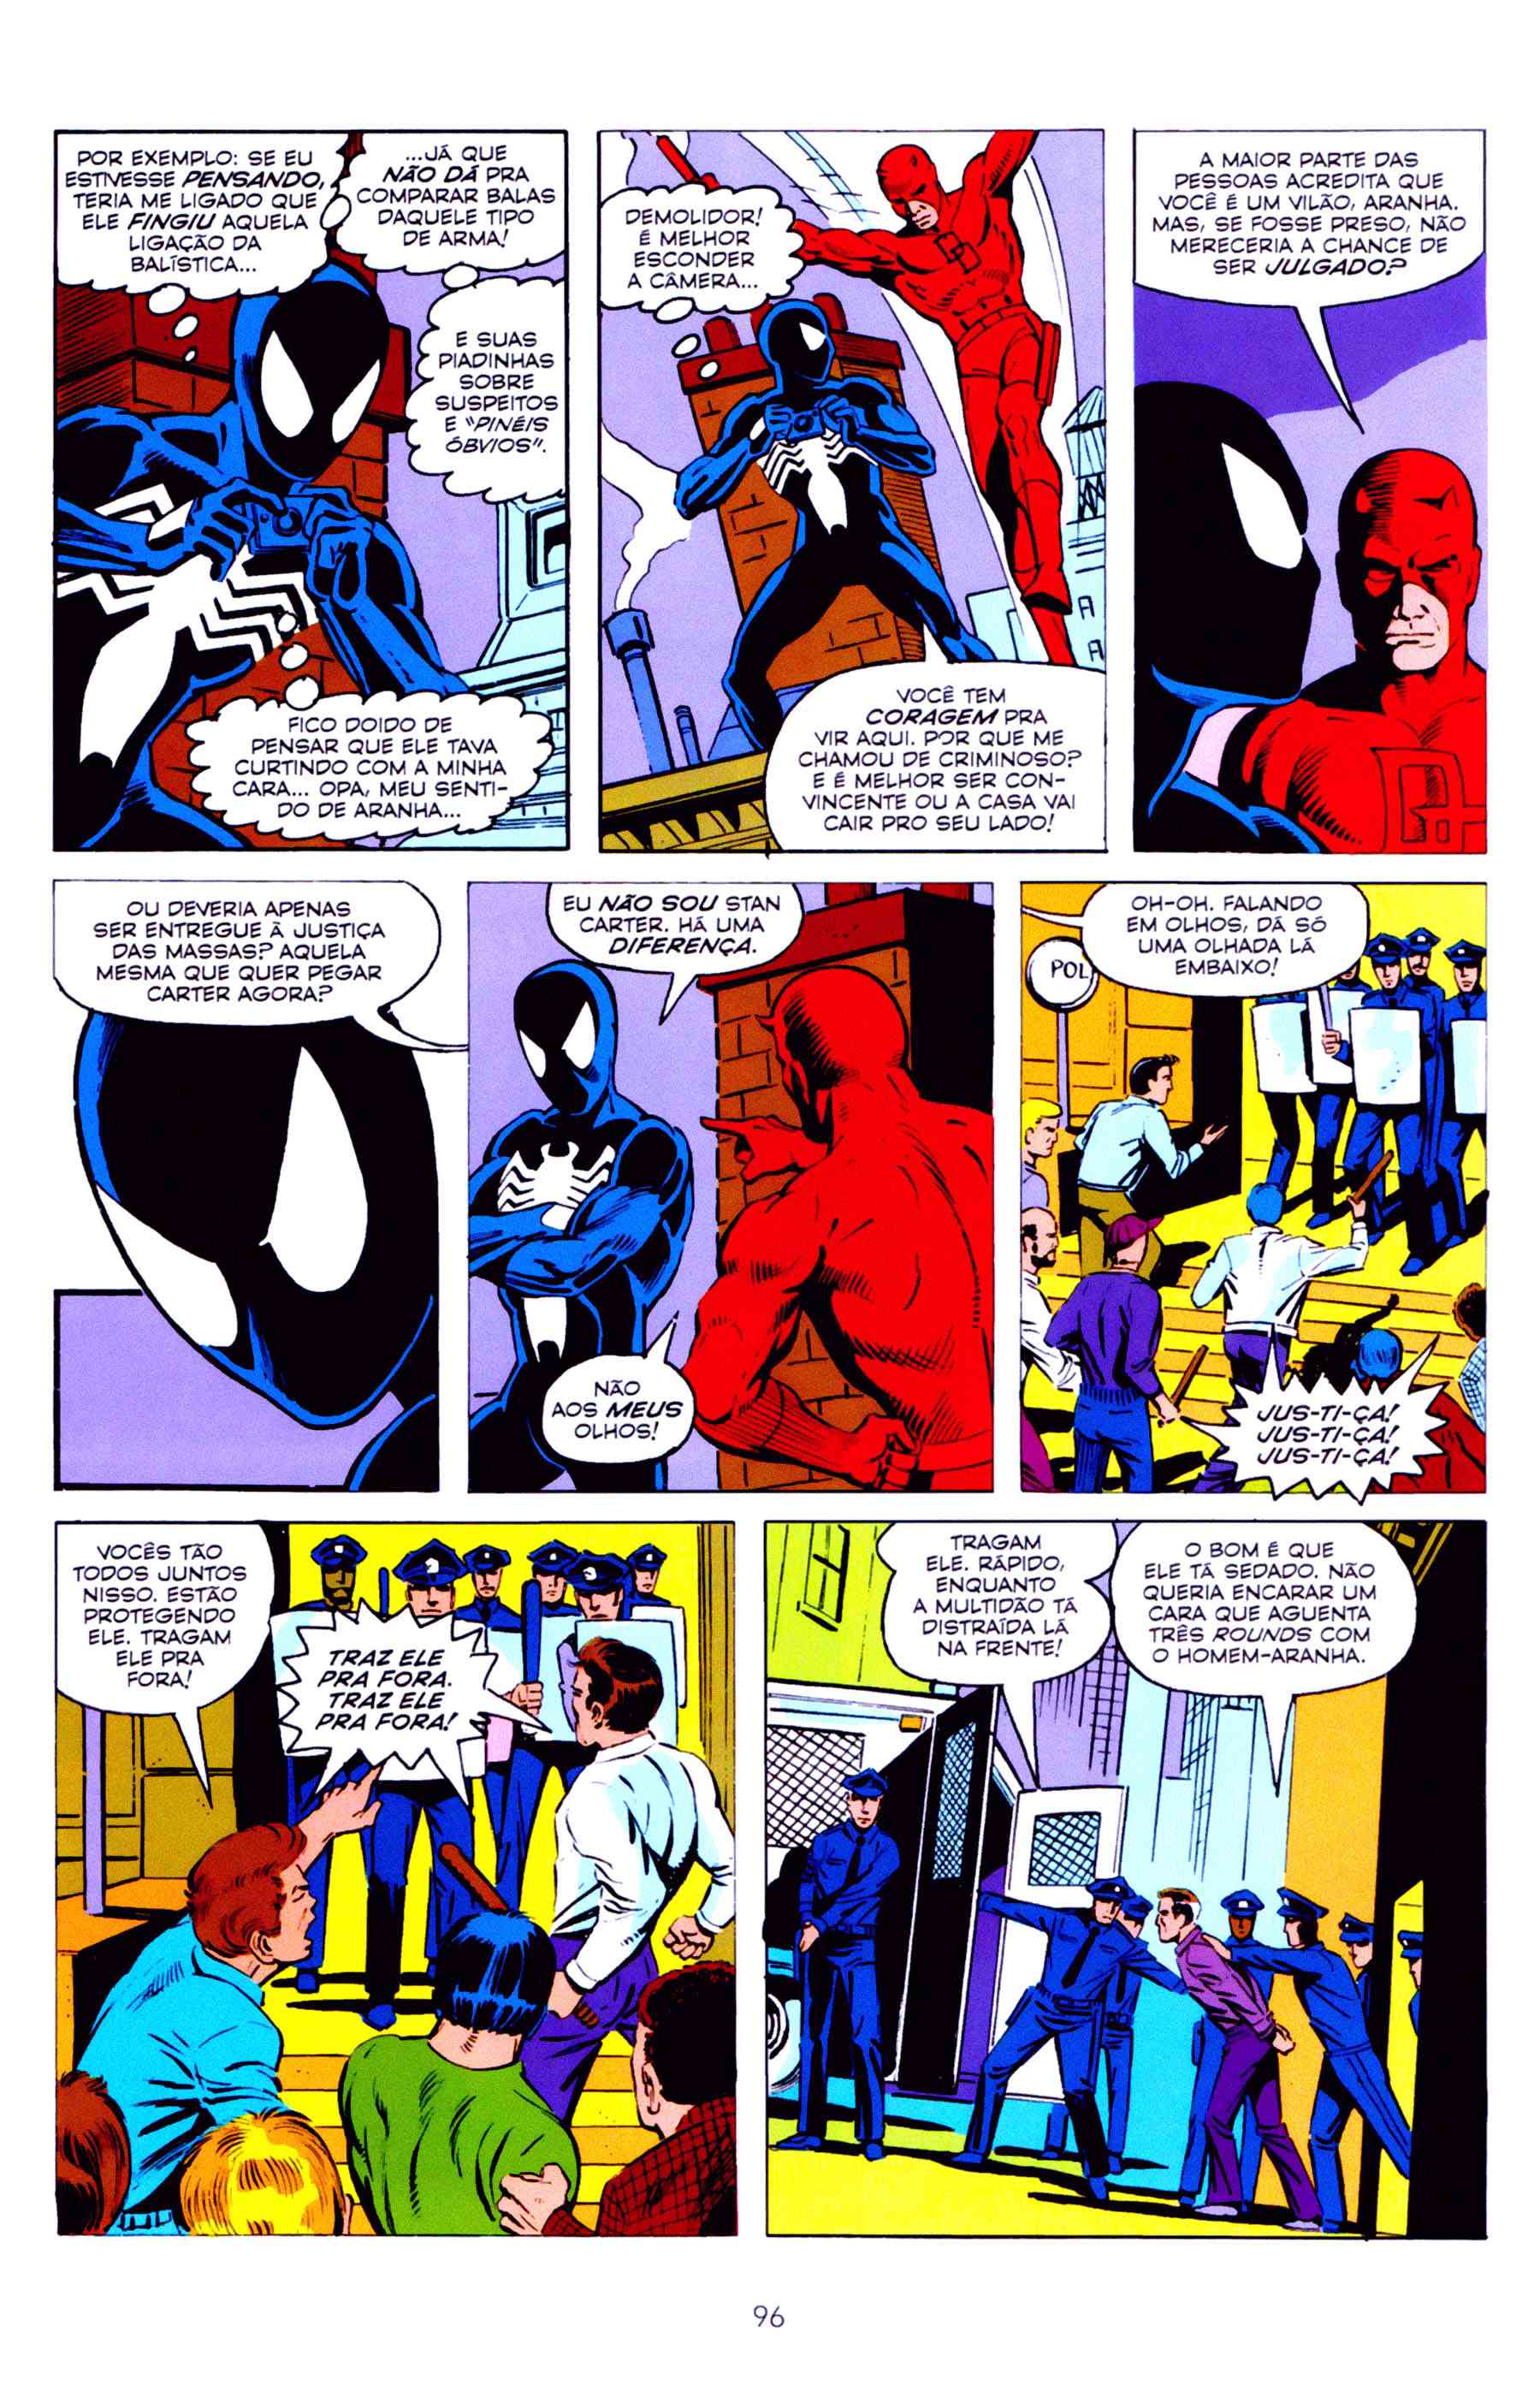 POR EXEMPLO: SE EU
ESTIVESSE PENSANDO,
TERIA ME LIGADO QUE
ELE FINGIU AQUELA
LIGAÇÃO DA
BALÍSTICA...
...JÁ QUE
NÃO DÁ PRA
COMPARAR BALAS
DAQUELE TIPO
DE ARMA!
E SUAS
PIADINHAS
SOBRE
SUSPEITOS
E "PINÉIS
ÓBVIOS".
FICO DOIDO DE
PENSAR QUE ELE TAVA
CURTINDO COM A MINHA
CARA... OPA, MEU SENTI-
DO DE ARANHA...
DEMOLIDOR!
É MELHOR
ESCONDER
A CÂMERA...
VOCÊ TEM
CORAGEM PRA
VIR AQUI. POR QUE ME
CHAMOU DE CRIMINOSO?
E É MELHOR SER CON-
VINCENTE OU A CASA VAI
CAIR PRO SEU LADO!
A MAIOR PARTE DAS
PESSOAS ACREDITA QUE
VOCÊ É UM VILÃO, ARANHA.
MAS, SE FOSSE PRESO, NÃO
MERECERIA A CHANCE DE
SER JULGADO?
OU DEVERIA APENAS
SER ENTREGUE À JUSTIÇA
DAS MASSAS? AQUELA
MESMA QUE QUER PEGAR
CARTER AGORA?
EU NÃO SOU STAN
CARTER. HÁ UMA
DIFERENÇA.
NÃO
AOS MEUS
OLHOS!
OH-OH. FALANDO
EM OLHOS, DÁ SÓ
UMA OLHADA LÁ
EMBAIXO!
POL
JUS-TI-ÇA!
JUS-TI-ÇA!
JUS-TI-ÇA!
VOCÊS TÃO
TODOS JUNTOS
NISSO. ESTÃO
PROTEGENDO
ELE. TRAGAM
ELE PRA
FORA!
TRAZ ELE
PRA FORA.
TRAZ ELE
PRA FORA!
TRAGAM
ELE. RÁPIDO,
ENQUANTO
A MULTIDÃO TÁ
DISTRAÍDA LÁ
NA FRENTE!
O BOM É QUE
ELE TÁ SEDADO. NÃO
QUERIA ENCARAR UM
CARA QUE AGUENTA
TRÊS ROUNDS COM
O HOMEM-ARANHA.
96